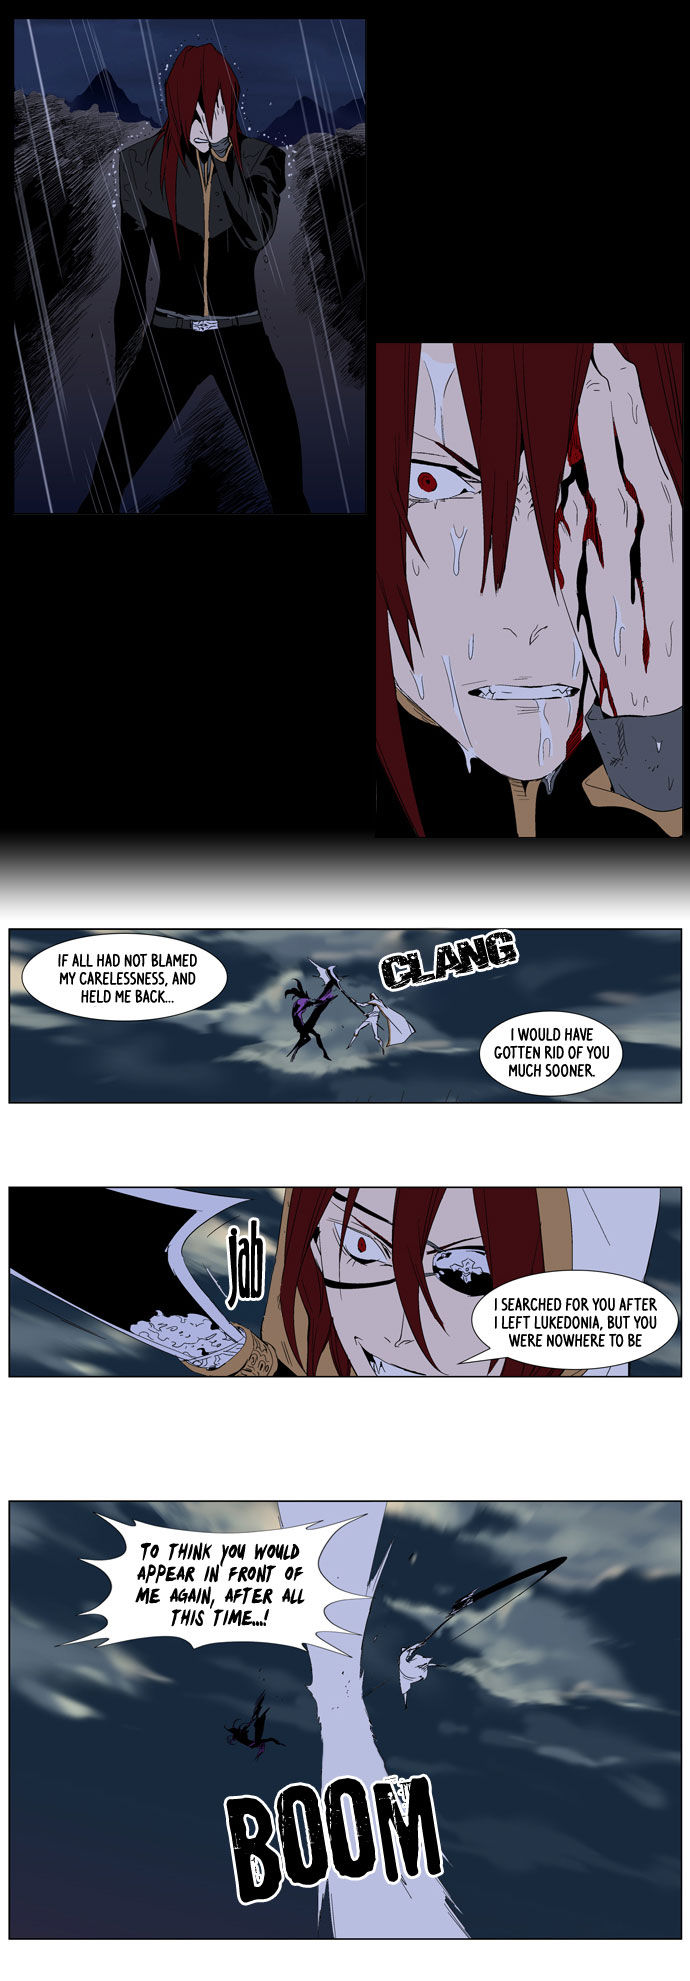 IF ALL HAD NOT BLAMED
MY CARELESSNESS, AND
HELD ME BACK...
CLANG
I WOULD HAVE
GOTTEN RID OF YOU
MUCH SOONER.
jab
I SEARCHED FOR YOU AFTER
I LEFT LUKEDONIA, BUT YOU
WERE NOWHERE TO BE
TO THINK YOU WOULD
APPEAR IN FRONT OF
ME AGAIN, AFTER ALL
THIS TIME...!
BOOM